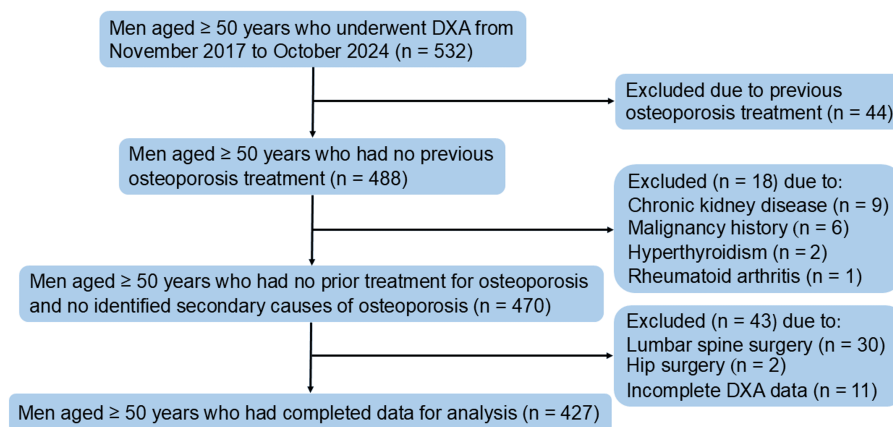 Men aged ≥ 50 years who underwent DXA from
November 2017 to October 2024 (n = 532)
Excluded due to previous
osteoporosis treatment (n = 44)
Men aged ≥ 50 years who had no previous
osteoporosis treatment (n = 488)
Excluded (n = 18) due to:
Chronic kidney disease (n = 9)
Malignancy history (n = 6)
Hyperthyroidism (n = 2)
Rheumatoid arthritis (n = 1)
Men aged ≥ 50 years who had no prior treatment for osteoporosis
and no identified secondary causes of osteoporosis (n = 470)
Excluded (n = 43) due to:
Lumbar spine surgery (n = 30)
Hip surgery (n = 2)
Incomplete DXA data (n = 11)
Men aged ≥ 50 years who had completed data for analysis (n = 427)